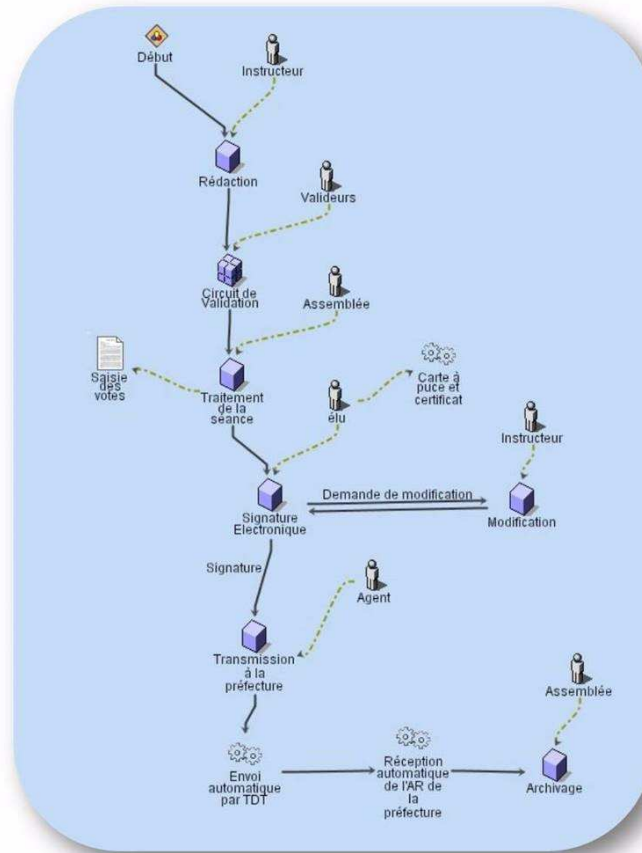 Début
Instructeur
Rédaction
Valideurs
Circuit de
Validation
Assemblée
Saisie
des
votes
Traitement
de la
séance
élu
Carte à
puce et
certificat
Instructeur
Signature
Electronique
Demande de modification
Modification
Signature
Agent
Transmission
à la
préfecture
Assemblée
Envoi
automatique
par TDT
Réception
automatique
de l'AR de
la
préfecture
Archivage